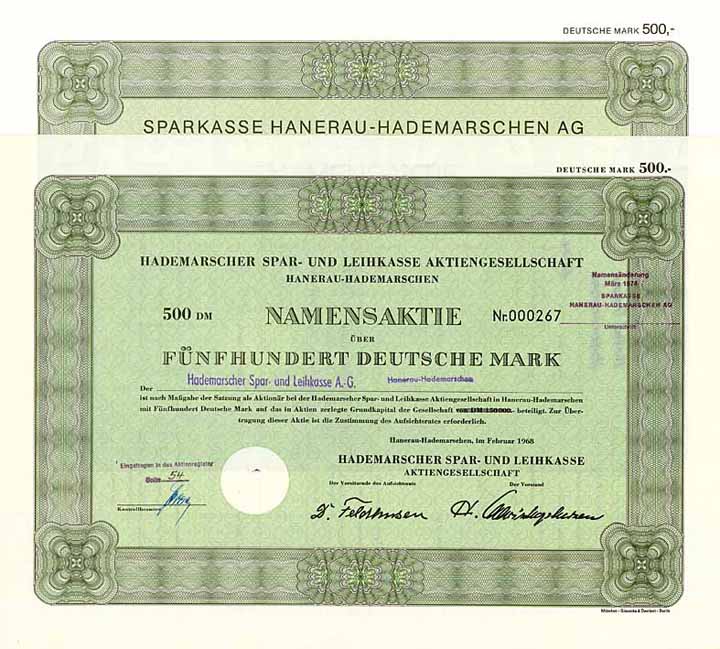 DEUTSCHE MARK 500,-
SPARKASSE HANERAU-HADEMARSCHEN AG
DEUTSCHE MARK 500.-
HADEMARSCHER SPAR- UND LEIHKASSE AKTIENGESELLSCHAFT
HANERAU-HADEMARSCHEN
Namensänderung
März 1974
SPARKASSE
HANERAU-HADEMARSCHEN AG
Unterschrift
500 DM NAMENSAKTIE Nr.000267
ÜBER
FÜNFHUNDERT DEUTSCHE MARK
Der Hademarscher Spar- und Leihkasse A.-G. Hanerau-Hademarschen
ist nach Maßgabe der Satzung als Aktionär bei der Hademarscher Spar- und Leihkasse Aktiengesellschaft in Hanerau-Hademarschen
mit Fünfhundert Deutsche Mark auf das in Aktien zerlegte Grundkapital der Gesellschaft von DM 150 000.- beteiligt. Zur Über-
tragung dieser Aktie ist die Zustimmung des Aufsichtsrates erforderlich.
Hanerau-Hademarschen, im Februar 1968
HADEMARSCHER SPAR- UND LEIHKASSE
AKTIENGESELLSCHAFT
Der Vorsitzende des Aufsichtsrats Der Vorstand
Eingetragen in das Aktienregister
Seite 54
Kontrollbeamter